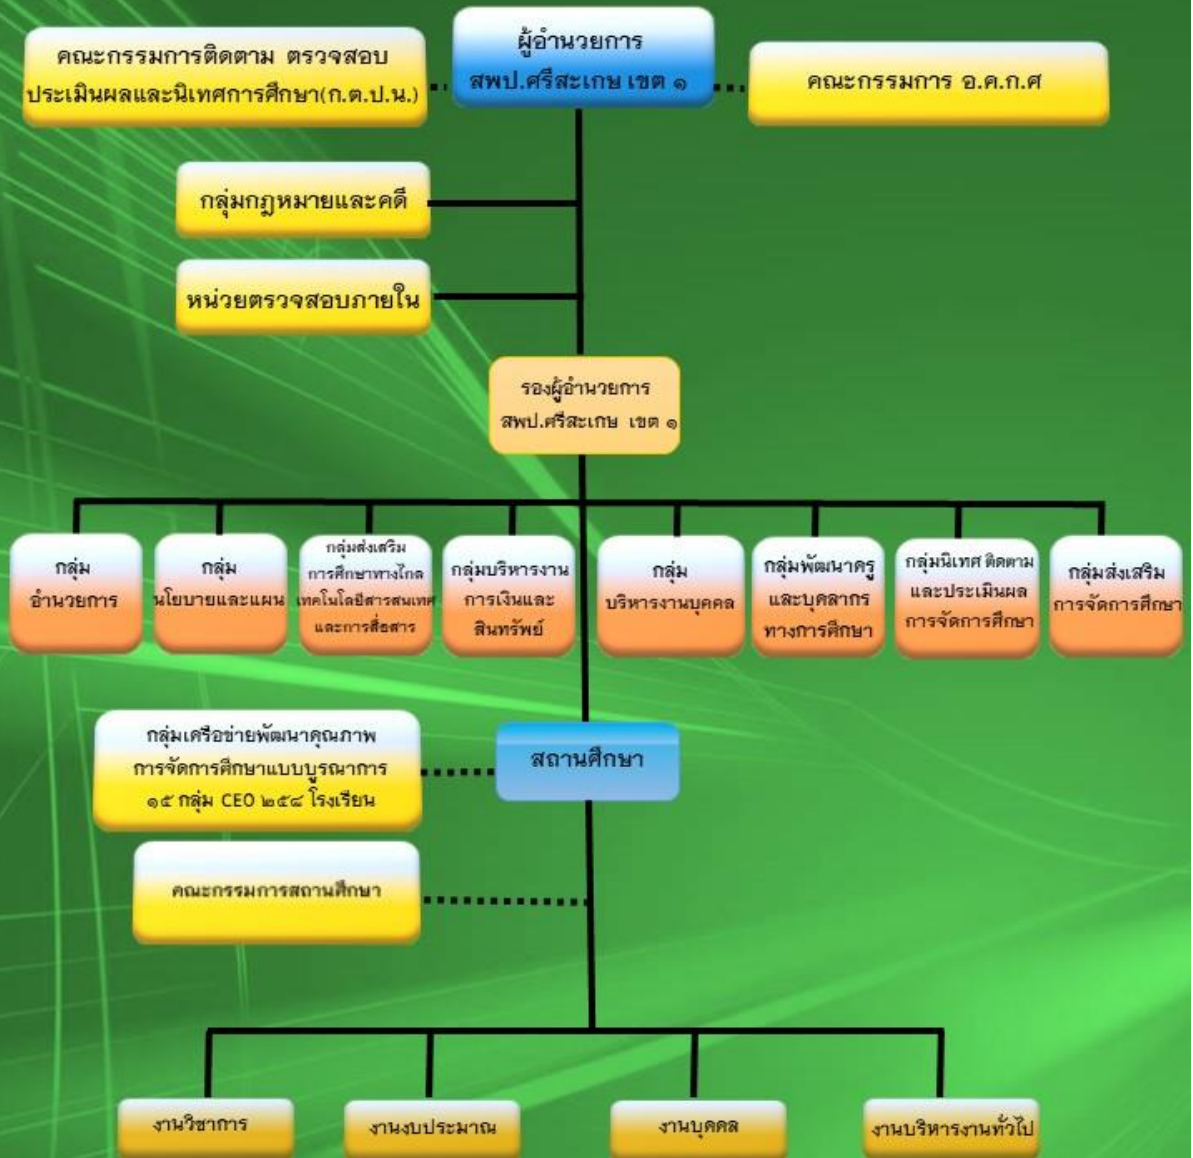 คณะกรรมการติดตาม ตรวจสอบ
ประเมินผลและนิเทศการศึกษา(ก.ต.ป.น.)
ผู้อำนวยการ
สพป.ศรีสะเกษ เขต ๑
คณะกรรมการ อ.ค.ก.ศ
กลุ่มกฎหมายและคดี
หน่วยตรวจสอบภายใน
รองผู้อำนวยการ
สพป.ศรีสะเกษ เขต ๑
กลุ่ม
อำนวยการ
กลุ่ม
นโยบายและแผน
กลุ่มส่งเสริม
การศึกษาทางไกล
เทคโนโลยีสารสนเทศ
และการสื่อสาร
กลุ่มบริหารงาน
การเงินและ
สินทรัพย์
กลุ่ม
บริหารงานบุคคล
กลุ่มพัฒนาครู
และบุคลากร
ทางการศึกษา
กลุ่มนิเทศ ติดตาม
และประเมินผล
การจัดการศึกษา
กลุ่มส่งเสริม
การจัดการศึกษา
กลุ่มเครือข่ายพัฒนาคุณภาพ
การจัดการศึกษาแบบบูรณาการ
๑๕ กลุ่ม CEO ๒๕๔ โรงเรียน
สถานศึกษา
คณะกรรมการสถานศึกษา
งานวิชาการ
งานงบประมาณ
งานบุคคล
งานบริหารงานทั่วไป